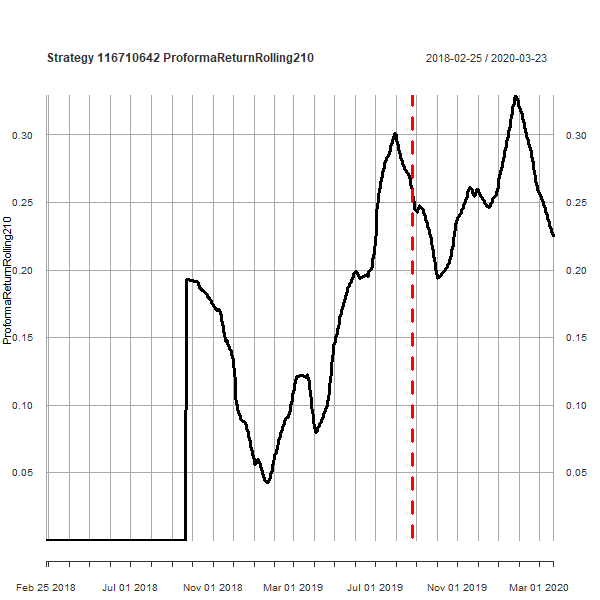 Strategy 116710642 ProformaReturnRolling210 2018-02-25 / 2020-03-23
ProformaReturnRolling210
0.30 0.30
0.25 0.25
0.20 0.20
0.15 0.15
0.10 0.10
0.05 0.05
Feb 25 2018 Jul 01 2018 Nov 01 2018 Mar 01 2019 Jul 01 2019 Nov 01 2019 Mar 01 2020